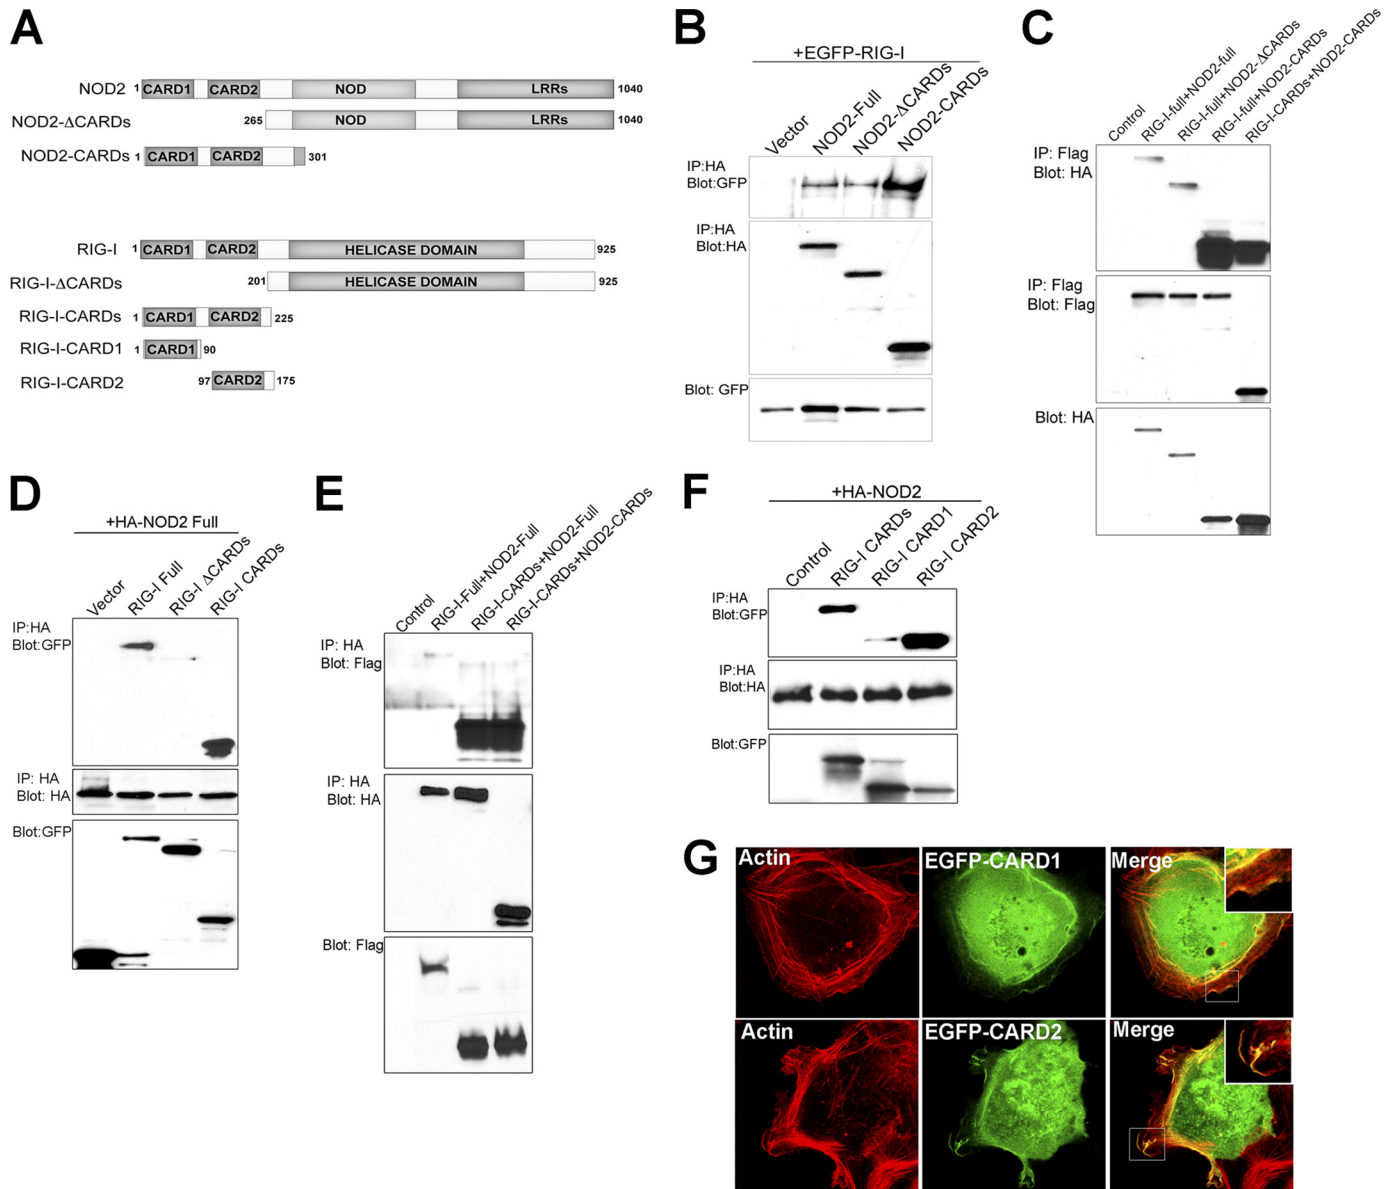 A
NOD2 1 CARD1 CARD2 NOD LRRs 1040
NOD2-ΔCARDs 265 NOD LRRs 1040
NOD2-CARDs 1 CARD1 CARD2 301
RIG-I 1 CARD1 CARD2 HELICASE DOMAIN 925
RIG-I-ΔCARDs 201 HELICASE DOMAIN 925
RIG-I-CARDs 1 CARD1 CARD2 225
RIG-I-CARD1 1 CARD1 90
RIG-I-CARD2 97 CARD2 175
B
+EGFP-RIG-I
Vector
NOD2-Full
NOD2-ΔCARDs
NOD2-CARDs
IP:HA
Blot:GFP
IP:HA
Blot:HA
Blot: GFP
C
Control
RIG-I-full+NOD2-full
RIG-I-full+NOD2-ΔCARDs
RIG-I-full+NOD2-CARDs
RIG-I-CARDs+NOD2-CARDs
IP: Flag
Blot: HA
IP: Flag
Blot: Flag
Blot: HA
D
+HA-NOD2 Full
Vector
RIG-I Full
RIG-I ΔCARDs
RIG-I CARDs
IP:HA
Blot:GFP
IP: HA
Blot: HA
Blot:GFP
E
Control
RIG-I-Full+NOD2-Full
RIG-I-CARDs+NOD2-Full
RIG-I-CARDs+NOD2-CARDs
IP: HA
Blot: Flag
IP: HA
Blot: HA
Blot: Flag
F
+HA-NOD2
Control
RIG-I CARDs
RIG-I CARD1
RIG-I CARD2
IP:HA
Blot:GFP
IP:HA
Blot:HA
Blot:GFP
G
Actin EGFP-CARD1 Merge
Actin EGFP-CARD2 Merge